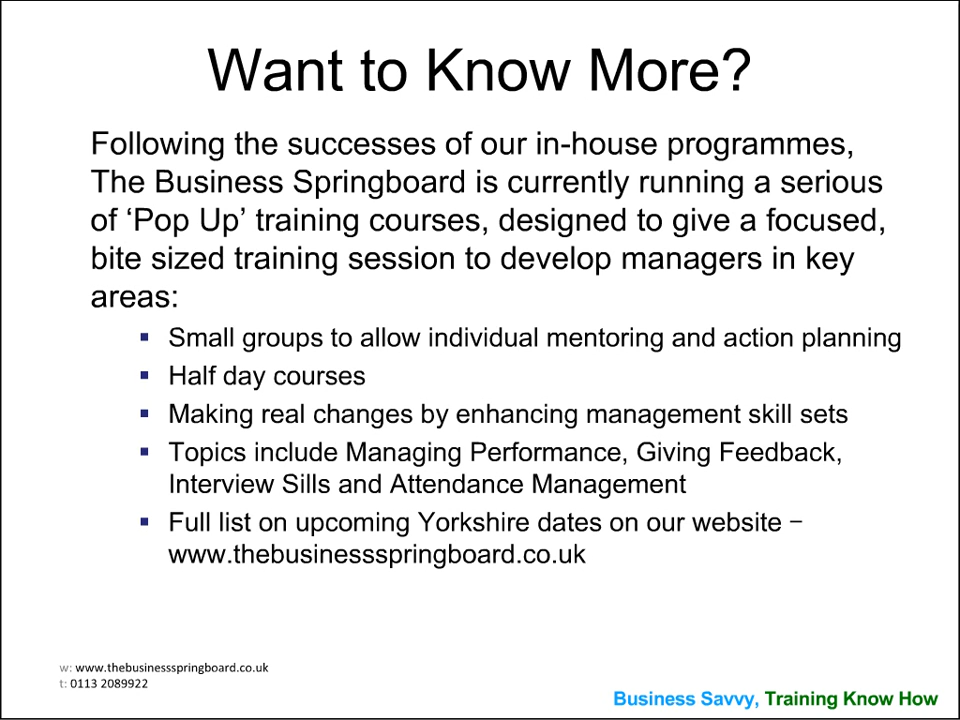 Want to Know More?
Following the successes of our in-house programmes,
The Business Springboard is currently running a serious
of ‘Pop Up’ training courses, designed to give a focused,
bite sized training session to develop managers in key
areas:
▪ Small groups to allow individual mentoring and action planning
▪ Half day courses
▪ Making real changes by enhancing management skill sets
▪ Topics include Managing Performance, Giving Feedback,
Interview Sills and Attendance Management
▪ Full list on upcoming Yorkshire dates on our website –
www.thebusinessspringboard.co.uk
w: www.thebusinessspringboard.co.uk
t: 0113 2089922
Business Savvy, Training Know How